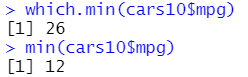 > which.min(cars10$mpg)
[1] 26
> min(cars10$mpg)
[1] 12